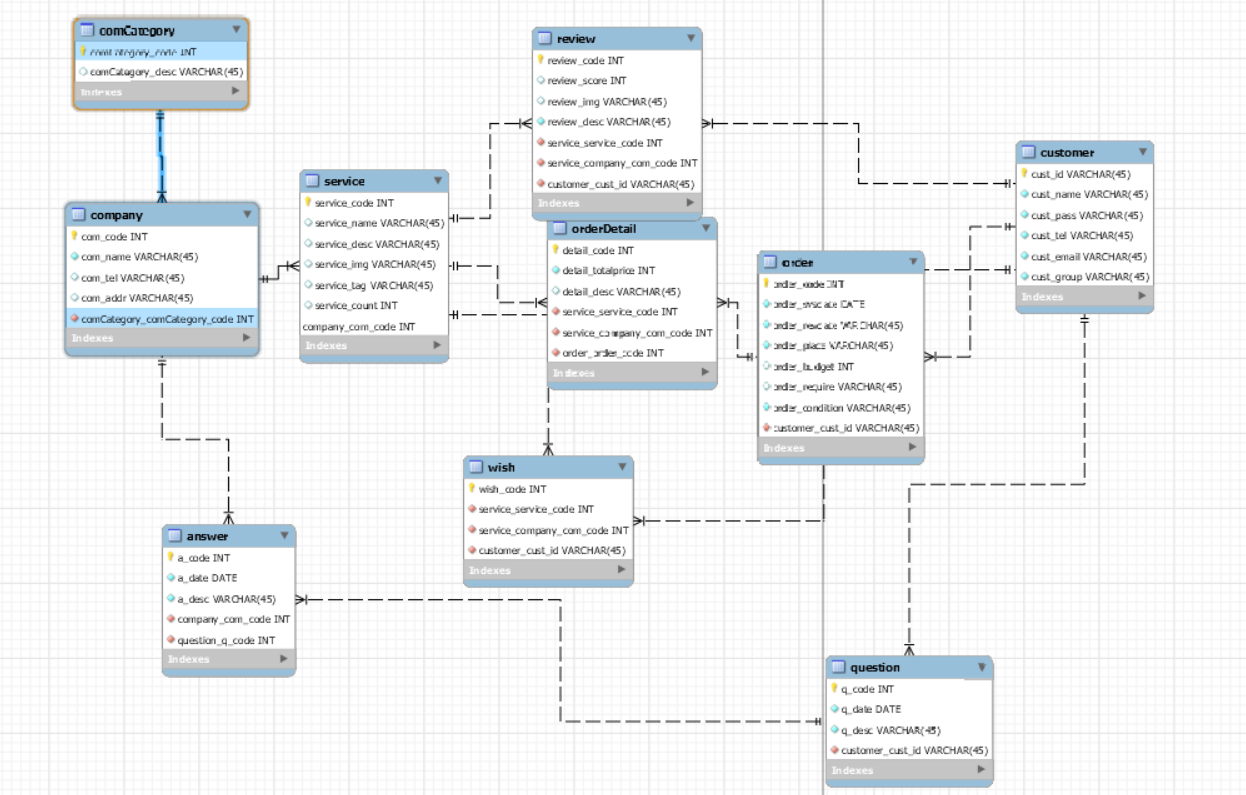 comCategory
comCategory_code INT
comCategory_desc VARCHAR(45)
Indexes
review
review_code INT
review_score INT
review_img VARCHAR(45)
review_desc VARCHAR(45)
service_service_code INT
service_company_com_code INT
customer_cust_id VARCHAR(45)
Indexes
customer
cust_id VARCHAR(45)
cust_name VARCHAR(45)
cust_pass VARCHAR(45)
cust_tel VARCHAR(45)
cust_email VARCHAR(45)
cust_group VARCHAR(45)
Indexes
service
service_code INT
service_name VARCHAR(45)
service_desc VARCHAR(45)
service_img VARCHAR(45)
service_tag VARCHAR(45)
service_count INT
company_com_code INT
Indexes
company
com_code INT
com_name VARCHAR(45)
com_tel VARCHAR(45)
com_addr VARCHAR(45)
comCategory_comCategory_code INT
Indexes
orderDetail
detail_code INT
detail_totalprice INT
detail_desc VARCHAR(45)
service_service_code INT
service_company_com_code INT
order_order_code INT
Indexes
order
order_code INT
DATE
VARCHAR(45)
order_place VARCHAR(45)
order_budget INT
order_require VARCHAR(45)
order_condition VARCHAR(45)
customer_cust_id VARCHAR(45)
Indexes
wish
wish_code INT
service_service_code INT
service_company_com_code INT
customer_cust_id VARCHAR(45)
Indexes
answer
a_code INT
a_date DATE
a_desc VARCHAR(45)
company_com_code INT
question_q_code INT
Indexes
question
q_code INT
q_date DATE
q_desc VARCHAR(45)
customer_cust_id VARCHAR(45)
Indexes